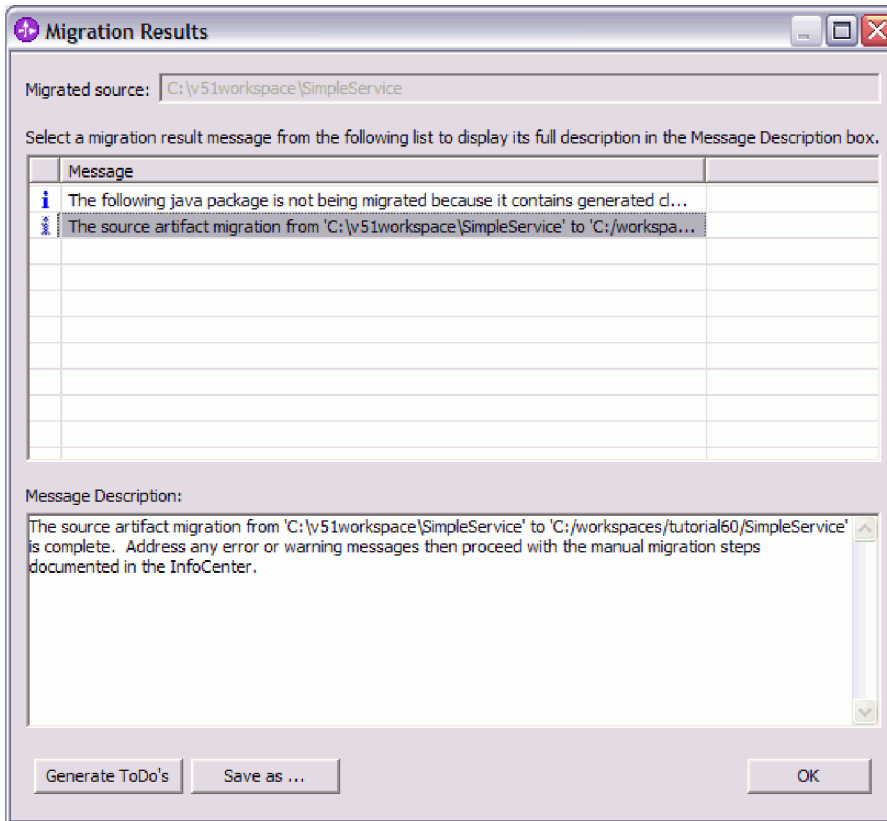 Migration Results
Migrated source: C:\v51workspace\SimpleService
Select a migration result message from the following list to display its full description in the Message Description box.
Message
The following java package is not being migrated because it contains generated cl...
The source artifact migration from 'C:\v51workspace\SimpleService' to 'C:/workspa...
Message Description:
The source artifact migration from 'C:\v51workspace\SimpleService' to 'C:/workspaces/tutorial60/SimpleService'
is complete.  Address any error or warning messages then proceed with the manual migration steps
documented in the InfoCenter.
Generate ToDo's Save as ... OK